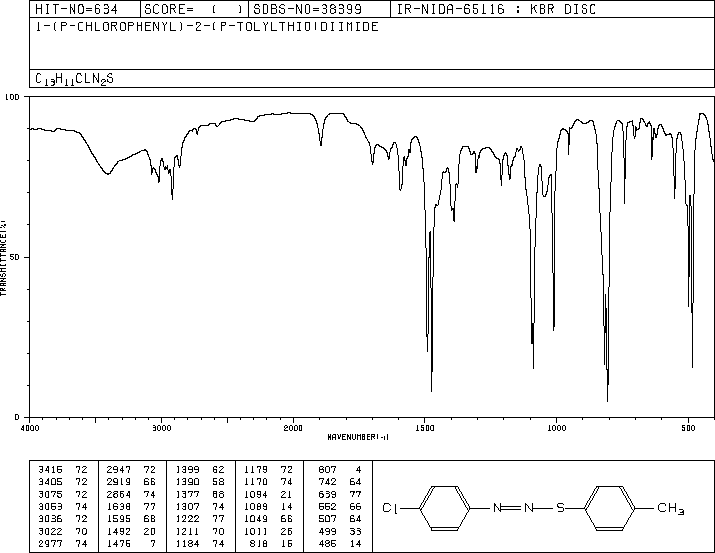 HIT-NO=634 SCORE= ( ) SDBS-NO=38399 IR-NIDA-65116 : KBR DISC
1-(P-CHLOROPHENYL)-2-(P-TOLYLTHIO)DIIMIDE
C13H11CLN2S
100
50
0
TRANSMITTANCE(%)
4000 3000 2000 1500 1000 500
WAVENUMBER(-1)
3416 72 2947 72 1399 62 1179 72 807 4
3405 72 2919 66 1390 58 1170 74 742 64
3075 72 2864 74 1377 68 1094 21 639 77
3063 74 1638 77 1307 74 1089 14 552 66
3036 72 1595 68 1222 77 1049 66 507 64
3022 70 1492 20 1211 70 1011 26 499 33
2977 74 1476 7 1184 74 818 16 486 14
Cl N N S CH3